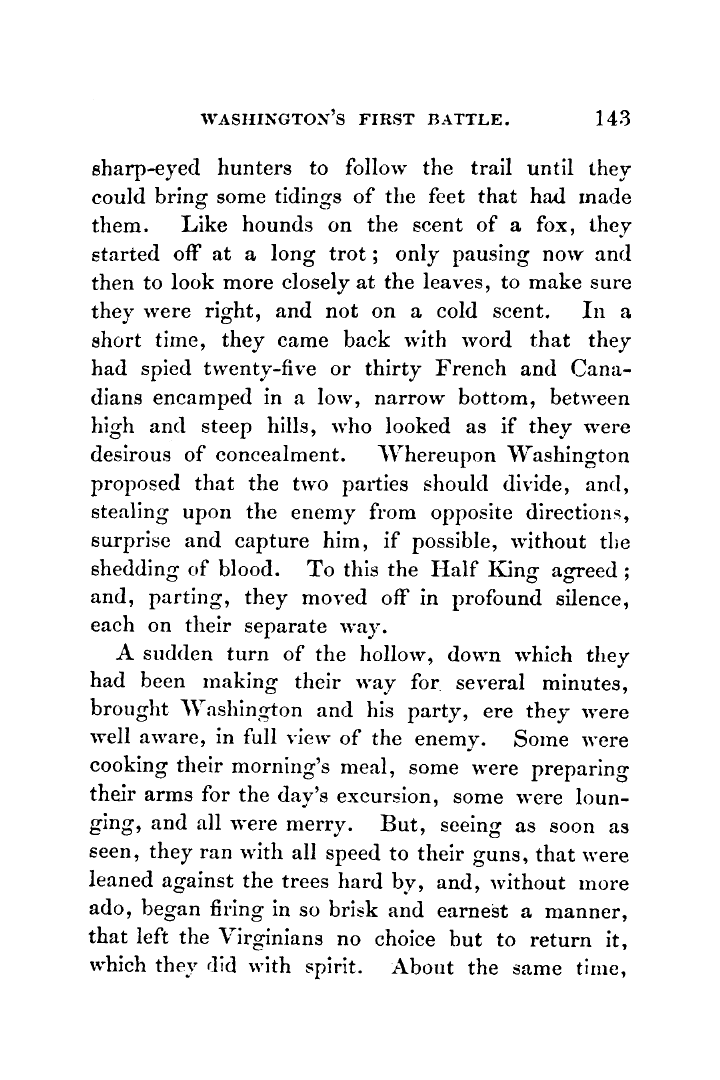 WASHINGTON'S FIRST BATTLE. 143
sharp-eyed hunters to follow the trail until they
could bring some tidings of the feet that had made
them. Like hounds on the scent of a fox, they
started off at a long trot; only pausing now and
then to look more closely at the leaves, to make sure
they were right, and not on a cold scent. In a
short time, they came back with word that they
had spied twenty-five or thirty French and Cana-
dians encamped in a low, narrow bottom, between
high and steep hills, who looked as if they were
desirous of concealment. Whereupon Washington
proposed that the two parties should divide, and,
stealing upon the enemy from opposite directions,
surprise and capture him, if possible, without the
shedding of blood. To this the Half King agreed;
and, parting, they moved off in profound silence,
each on their separate way.
A sudden turn of the hollow, down which they
had been making their way for several minutes,
brought Washington and his party, ere they were
well aware, in full view of the enemy. Some were
cooking their morning's meal, some were preparing
their arms for the day's excursion, some were loun-
ging, and all were merry. But, seeing as soon as
seen, they ran with all speed to their guns, that were
leaned against the trees hard by, and, without more
ado, began firing in so brisk and earnest a manner,
that left the Virginians no choice but to return it,
which they did with spirit. About the same time,